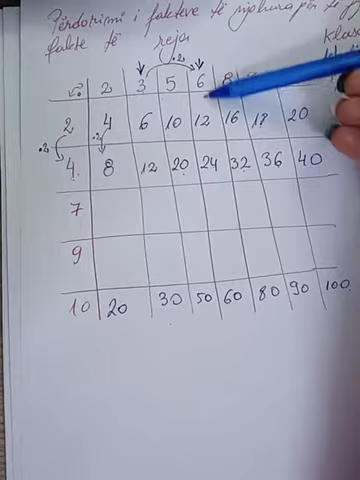 Përdorimi i fakteve të njohura për të
fakte të reja
klas
.2
. 2 3 5 6 8
2 4 6 10 12 16 18 20
.2 .2
4 8 12 20 24 32 36 40
7
9
10 20 30 50 60 80 90 100